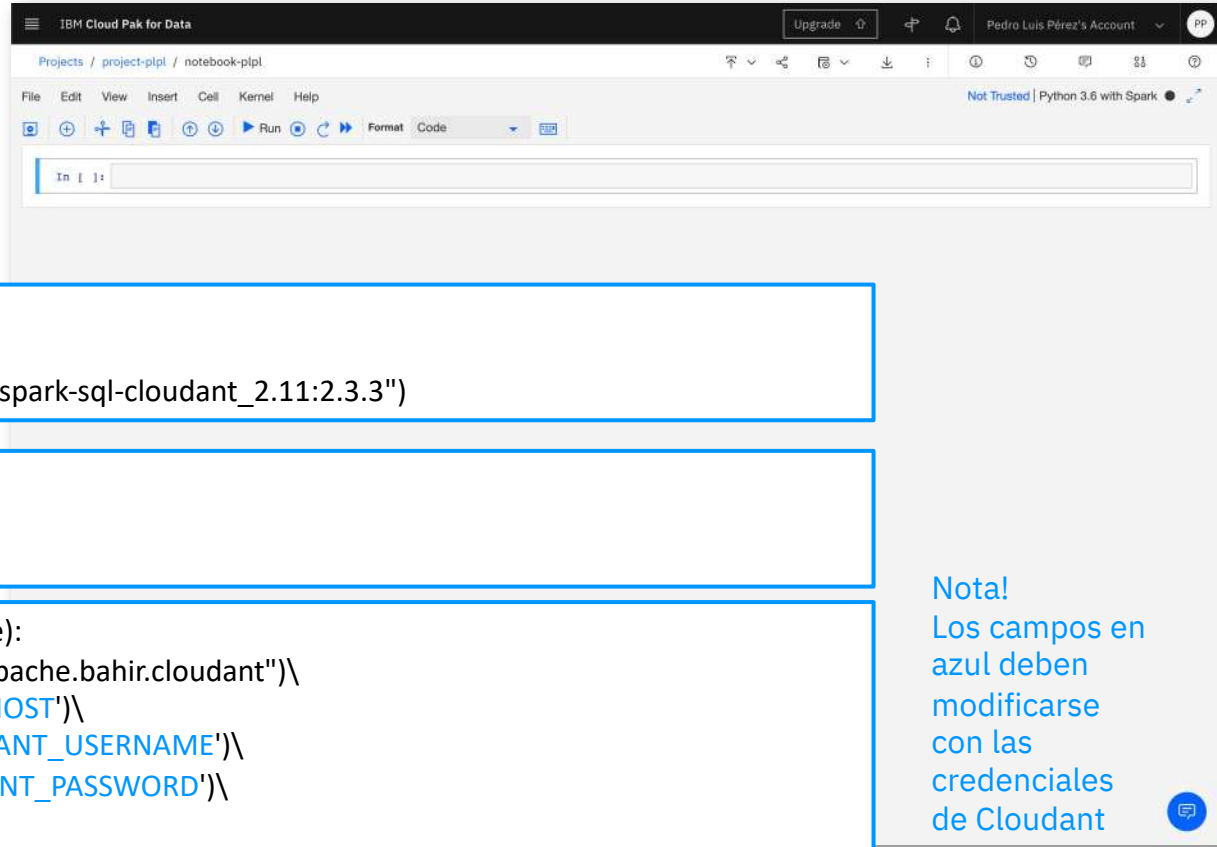 IBM Cloud Pak for Data
Upgrade
Pedro Luis Pérez's Account
PP
Projects / project-plpl / notebook-plpl
File Edit View Insert Cell Kernel Help
Not Trusted | Python 3.6 with Spark
Run Format Code
In [ ]:
spark-sql-cloudant_2.11:2.3.3")
e):
pache.bahir.cloudant")\
HOST')\
ANT_USERNAME')\
NT_PASSWORD')\
Nota!
Los campos en
azul deben
modificarse
con las
credenciales
de Cloudant